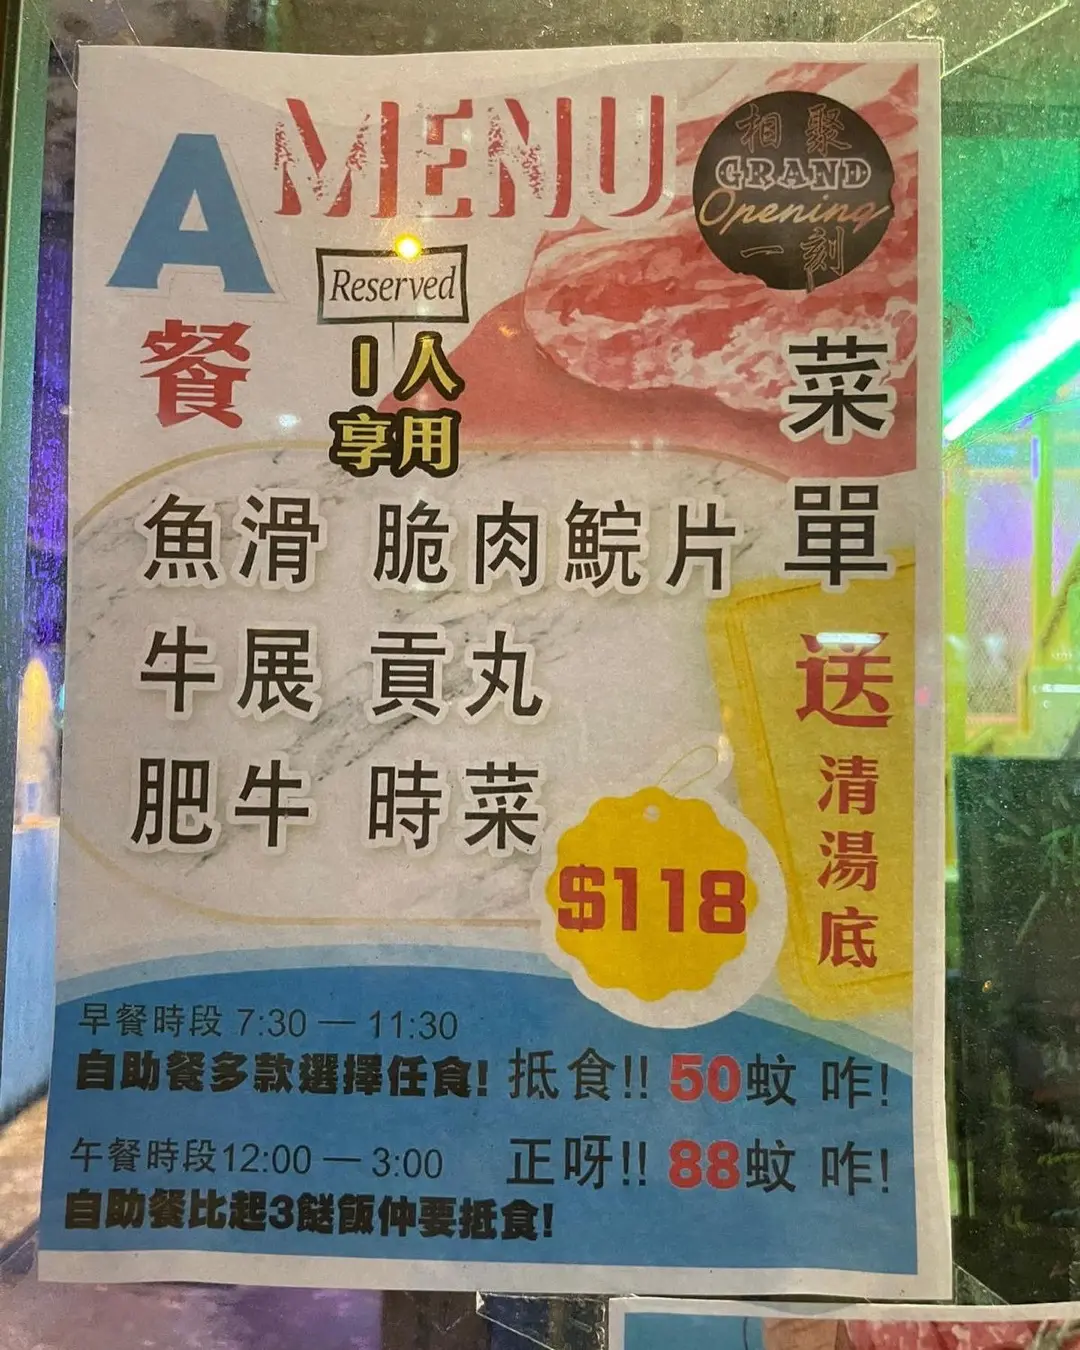 A MENU
相聚
GRAND
Opening
一刻
Reserved
餐
1人
享用
菜單
魚滑 脆肉鯇片
牛展 貢丸
肥牛 時菜
送清湯底
$118
早餐時段 7:30 — 11:30
自助餐多款選擇任食! 抵食!! 50蚊 咋!
午餐時段12:00 — 3:00 正呀!! 88蚊 咋!
自助餐比起3餸飯仲要抵食!